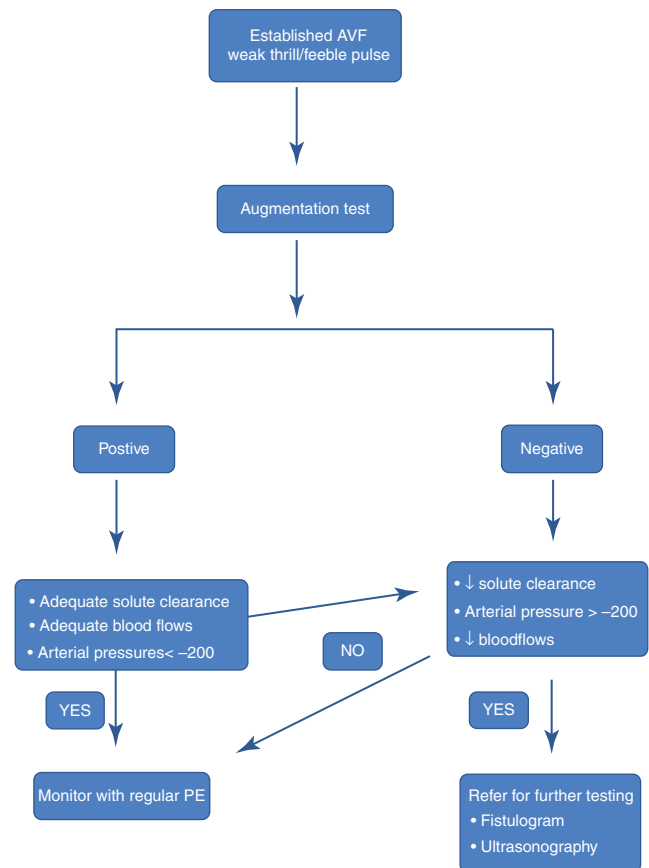 Established AVF
weak thrill/feeble pulse
Augmentation test
Postive
Negative
• Adequate solute clearance
• Adequate blood flows
• Arterial pressures< –200
• ↓ solute clearance
• Arterial pressure > –200
• ↓ bloodflows
NO
YES
YES
Monitor with regular PE
Refer for further testing
• Fistulogram
• Ultrasonography